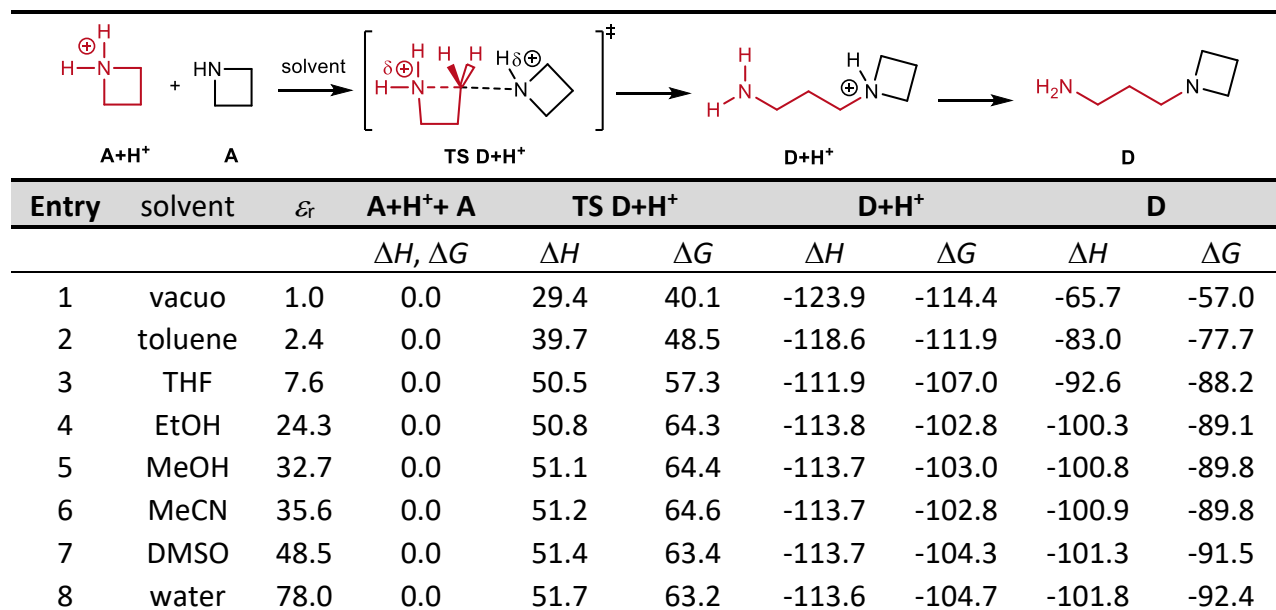 H ⊕ H N + HN solvent [ H δ⊕ H N H H H δ⊕ N ] ‡ H H N H N ⊕ H₂N N
A+H⁺ A TS D+H⁺ D+H⁺ D
Entry solvent εr A+H⁺+ A TS D+H⁺ D+H⁺ D
ΔH, ΔG ΔH ΔG ΔH ΔG ΔH ΔG
1 vacuo 1.0 0.0 29.4 40.1 -123.9 -114.4 -65.7 -57.0
2 toluene 2.4 0.0 39.7 48.5 -118.6 -111.9 -83.0 -77.7
3 THF 7.6 0.0 50.5 57.3 -111.9 -107.0 -92.6 -88.2
4 EtOH 24.3 0.0 50.8 64.3 -113.8 -102.8 -100.3 -89.1
5 MeOH 32.7 0.0 51.1 64.4 -113.7 -103.0 -100.8 -89.8
6 MeCN 35.6 0.0 51.2 64.6 -113.7 -102.8 -100.9 -89.8
7 DMSO 48.5 0.0 51.4 63.4 -113.7 -104.3 -101.3 -91.5
8 water 78.0 0.0 51.7 63.2 -113.6 -104.7 -101.8 -92.4